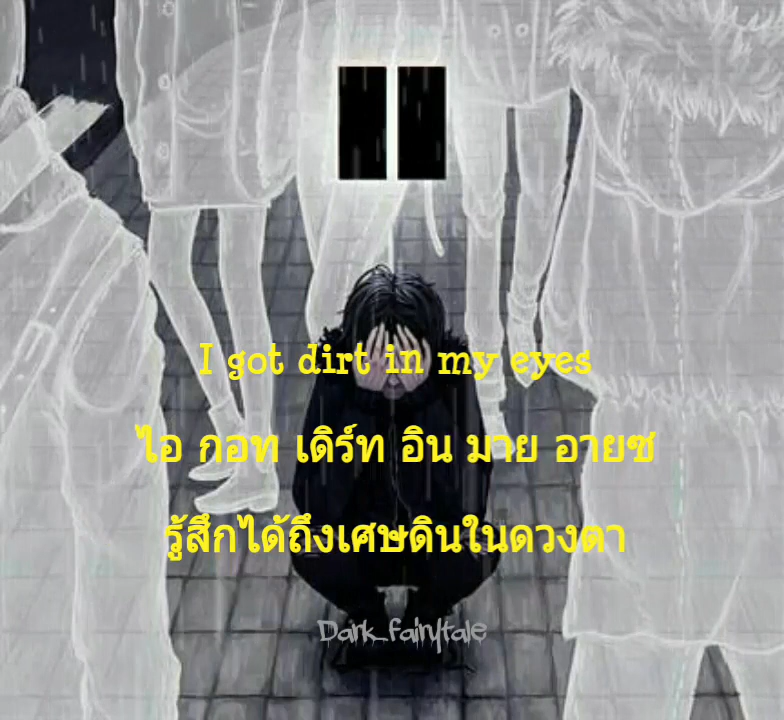 I got dirt in my eyes
ไอ กอท เดิร์ท อิน มาย อายซ
รู้สึกได้ถึงเศษดินในดวงตา
Dark_fairytale